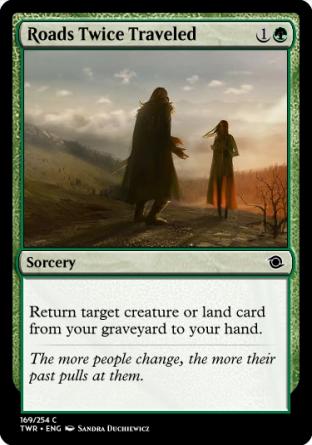 Roads Twice Traveled 1
Sorcery
Return target creature or land card
from your graveyard to your hand.
The more people change, the more their
past pulls at them.
169/254 C
TWR • ENG Sandra Duchiewicz